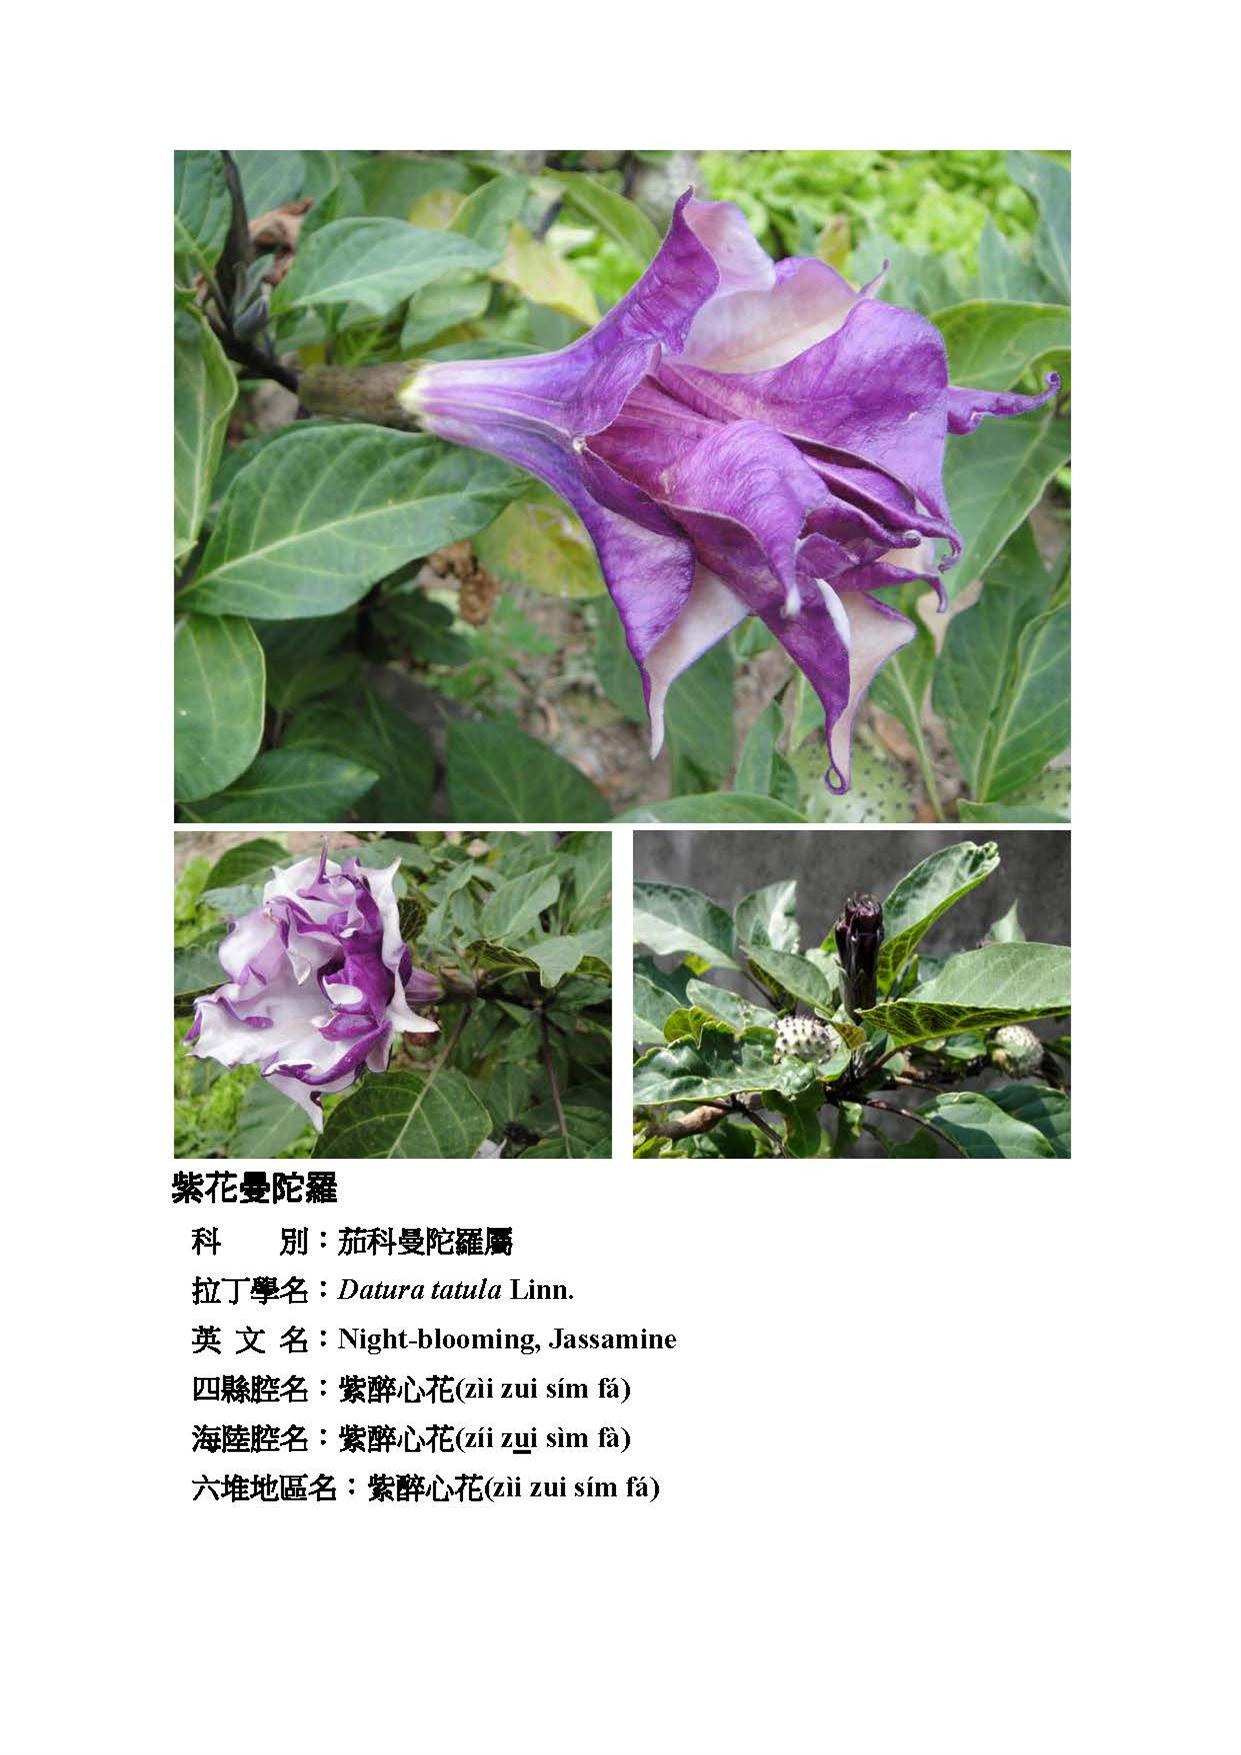 紫花曼陀羅
科　　別：茄科曼陀羅屬
拉丁學名：Datura tatula Linn.
英 文 名：Night-blooming, Jassamine
四縣腔名：紫醉心花(zìi zui sím fá)
海陸腔名：紫醉心花(zíi zui sìm fà)
六堆地區名：紫醉心花(zìi zui sím fá)